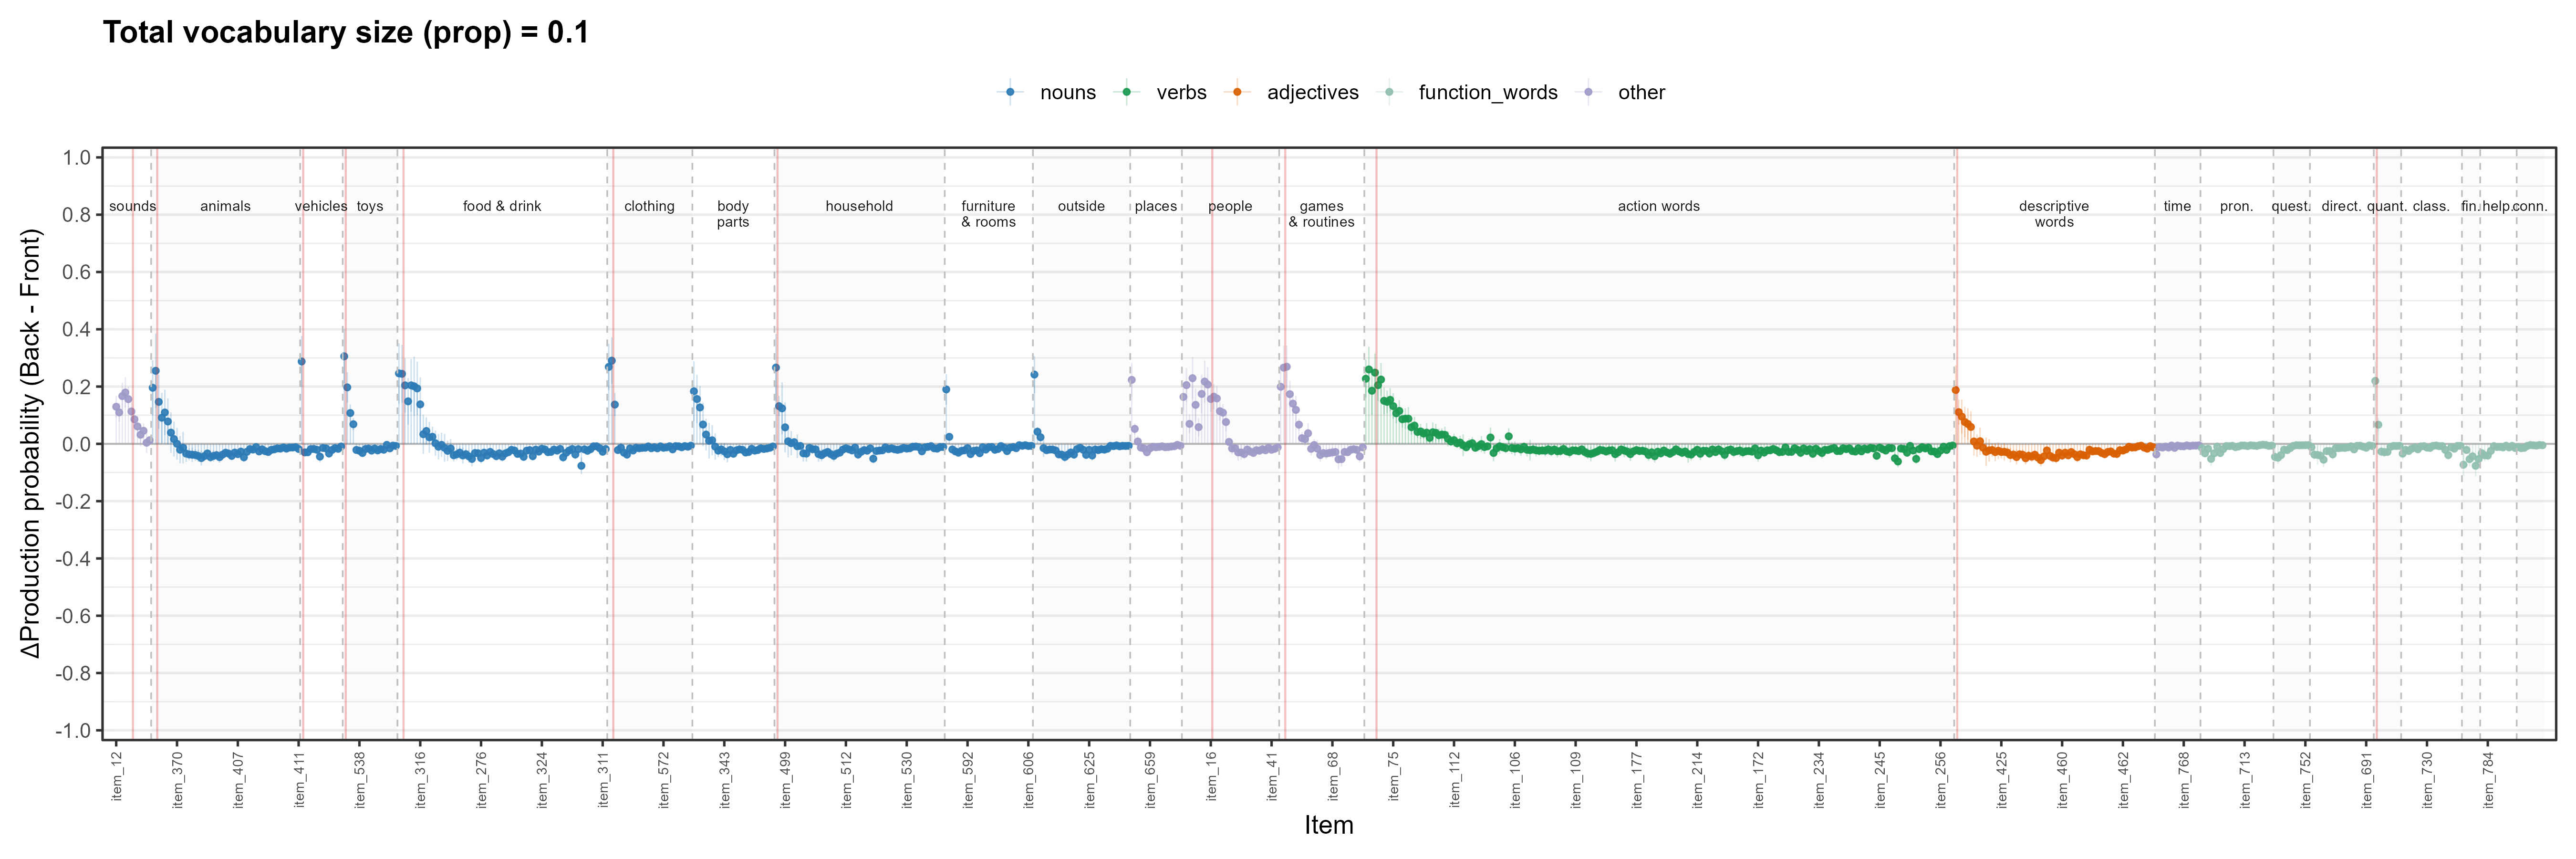 Total vocabulary size (prop) = 0.1
nouns verbs adjectives function_words other
ΔProduction probability (Back - Front)
1.0
0.8
0.6
0.4
0.2
0.0
-0.2
-0.4
-0.6
-0.8
-1.0
sounds animals vehicles toys food & drink clothing body parts household furniture & rooms outside places people games & routines action words descriptive words time pron. quest. direct. quant. class. fin. help. conn.
item_12 item_370 item_407 item_411 item_538 item_316 item_276 item_324 item_311 item_572 item_343 item_499 item_512 item_530 item_592 item_606 item_625 item_659 item_16 item_41 item_68 item_75 item_112 item_106 item_109 item_177 item_214 item_172 item_234 item_245 item_256 item_425 item_460 item_462 item_768 item_713 item_752 item_691 item_730 item_784
Item